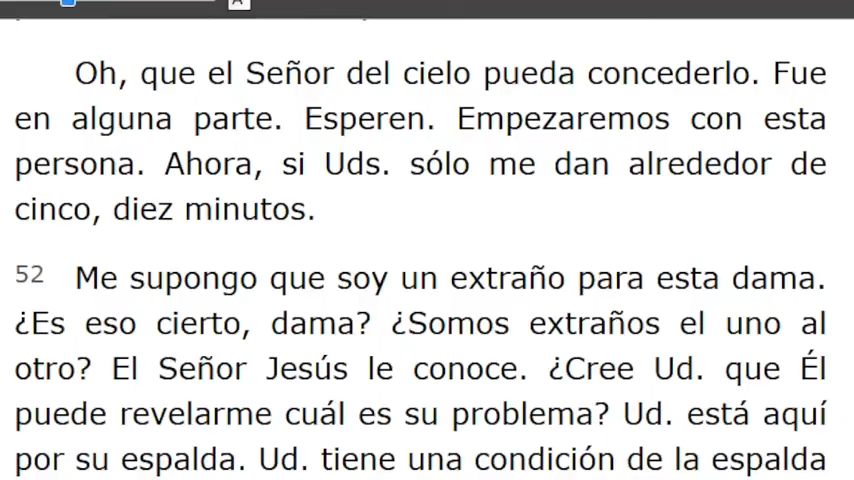 Oh, que el Señor del cielo pueda concederlo. Fue
en alguna parte. Esperen. Empezaremos con esta
persona. Ahora, si Uds. sólo me dan alrededor de
cinco, diez minutos.
52 Me supongo que soy un extraño para esta dama.
¿Es eso cierto, dama? ¿Somos extraños el uno al
otro? El Señor Jesús le conoce. ¿Cree Ud. que Él
puede revelarme cuál es su problema? Ud. está aquí
por su espalda. Ud. tiene una condición de la espalda